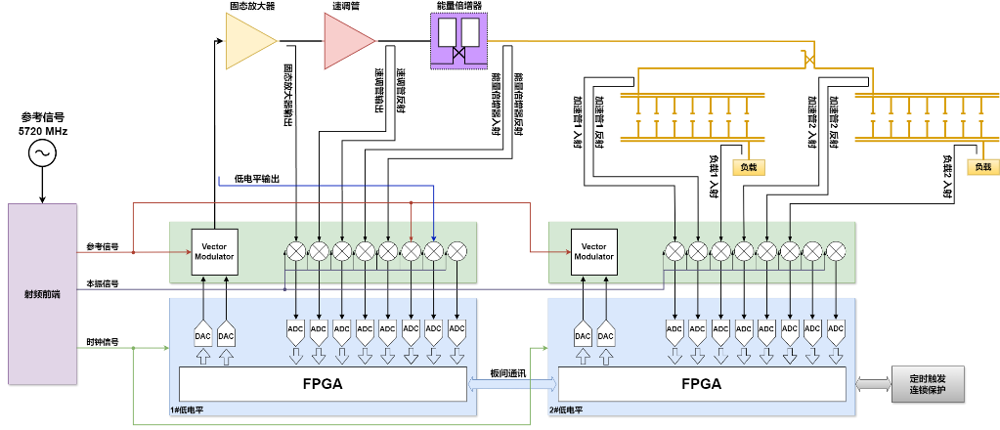 固态放大器
速调管
能量倍增器
固态放大器输出
速调管输出
速调管反射
能量倍增器入射
能量倍增器反射
加速管1 入射
加速管1 反射
加速管2 入射
加速管2 反射
参考信号
5720 MHz
负载
负载
负载1 入射
负载2 入射
低电平输出
参考信号
Vector
Modulator
Vector
Modulator
本振信号
射频前端
时钟信号
DAC
DAC
ADC
ADC
ADC
ADC
ADC
ADC
ADC
ADC
DAC
DAC
ADC
ADC
ADC
ADC
ADC
ADC
ADC
ADC
FPGA
板间通讯
FPGA
定时触发
连锁保护
1#低电平
2#低电平